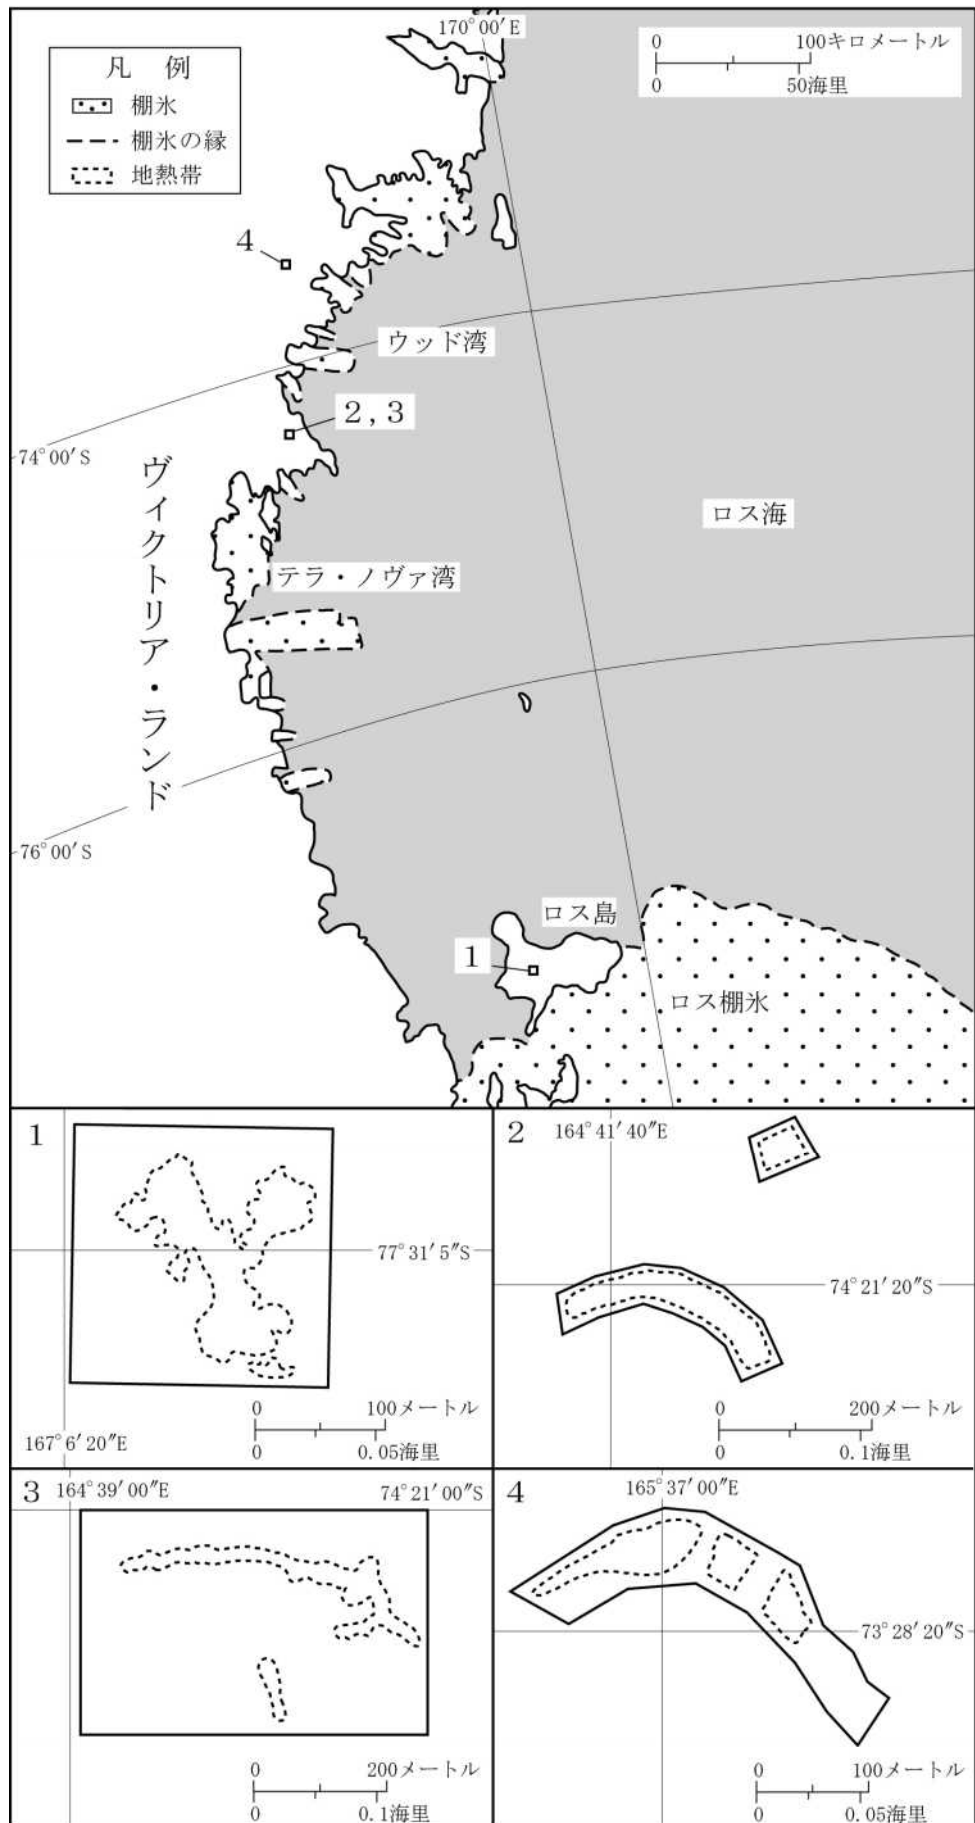 170°00′E
0 100キロメートル
0 50海里
凡 例
棚氷
棚氷の縁
地熱帯
4
ウッド湾
2,3
74°00′S
ヴィクトリア・ランド
ロス海
テラ・ノヴァ湾
76°00′S
ロス島
1
ロス棚氷
1
77°31′5″S
0 100メートル
0 0.05海里
167°6′20″E
2
164°41′40″E
74°21′20″S
0 200メートル
0 0.1海里
3
164°39′00″E
74°21′00″S
0 200メートル
0 0.1海里
4
165°37′00″E
73°28′20″S
0 100メートル
0 0.05海里